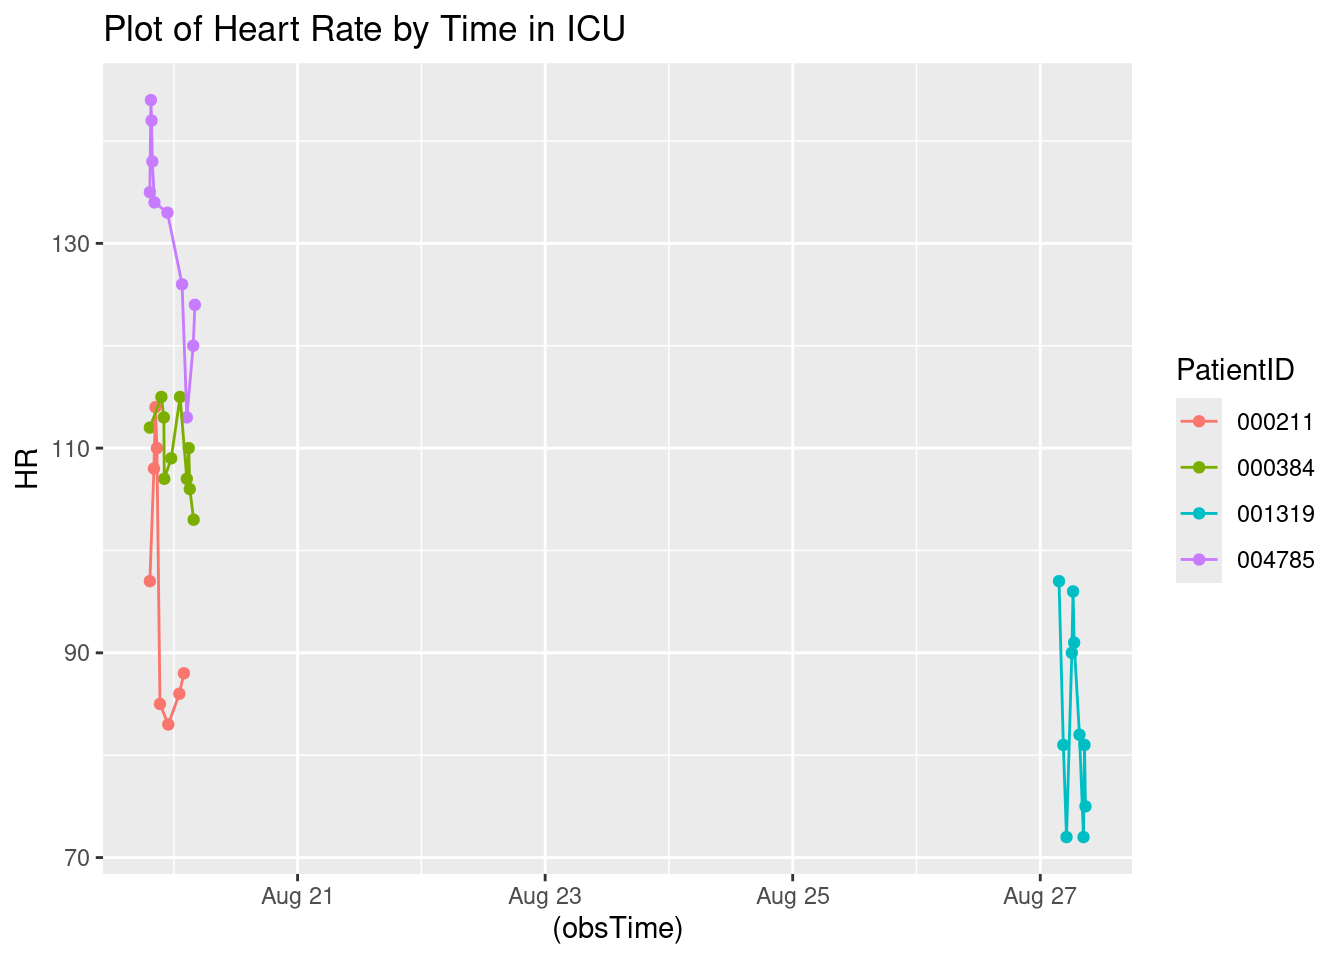 Plot of Heart Rate by Time in ICU
130
110
90
70
HR
Aug 21
Aug 23
Aug 25
Aug 27
(obsTime)
PatientID
000211
000384
001319
004785